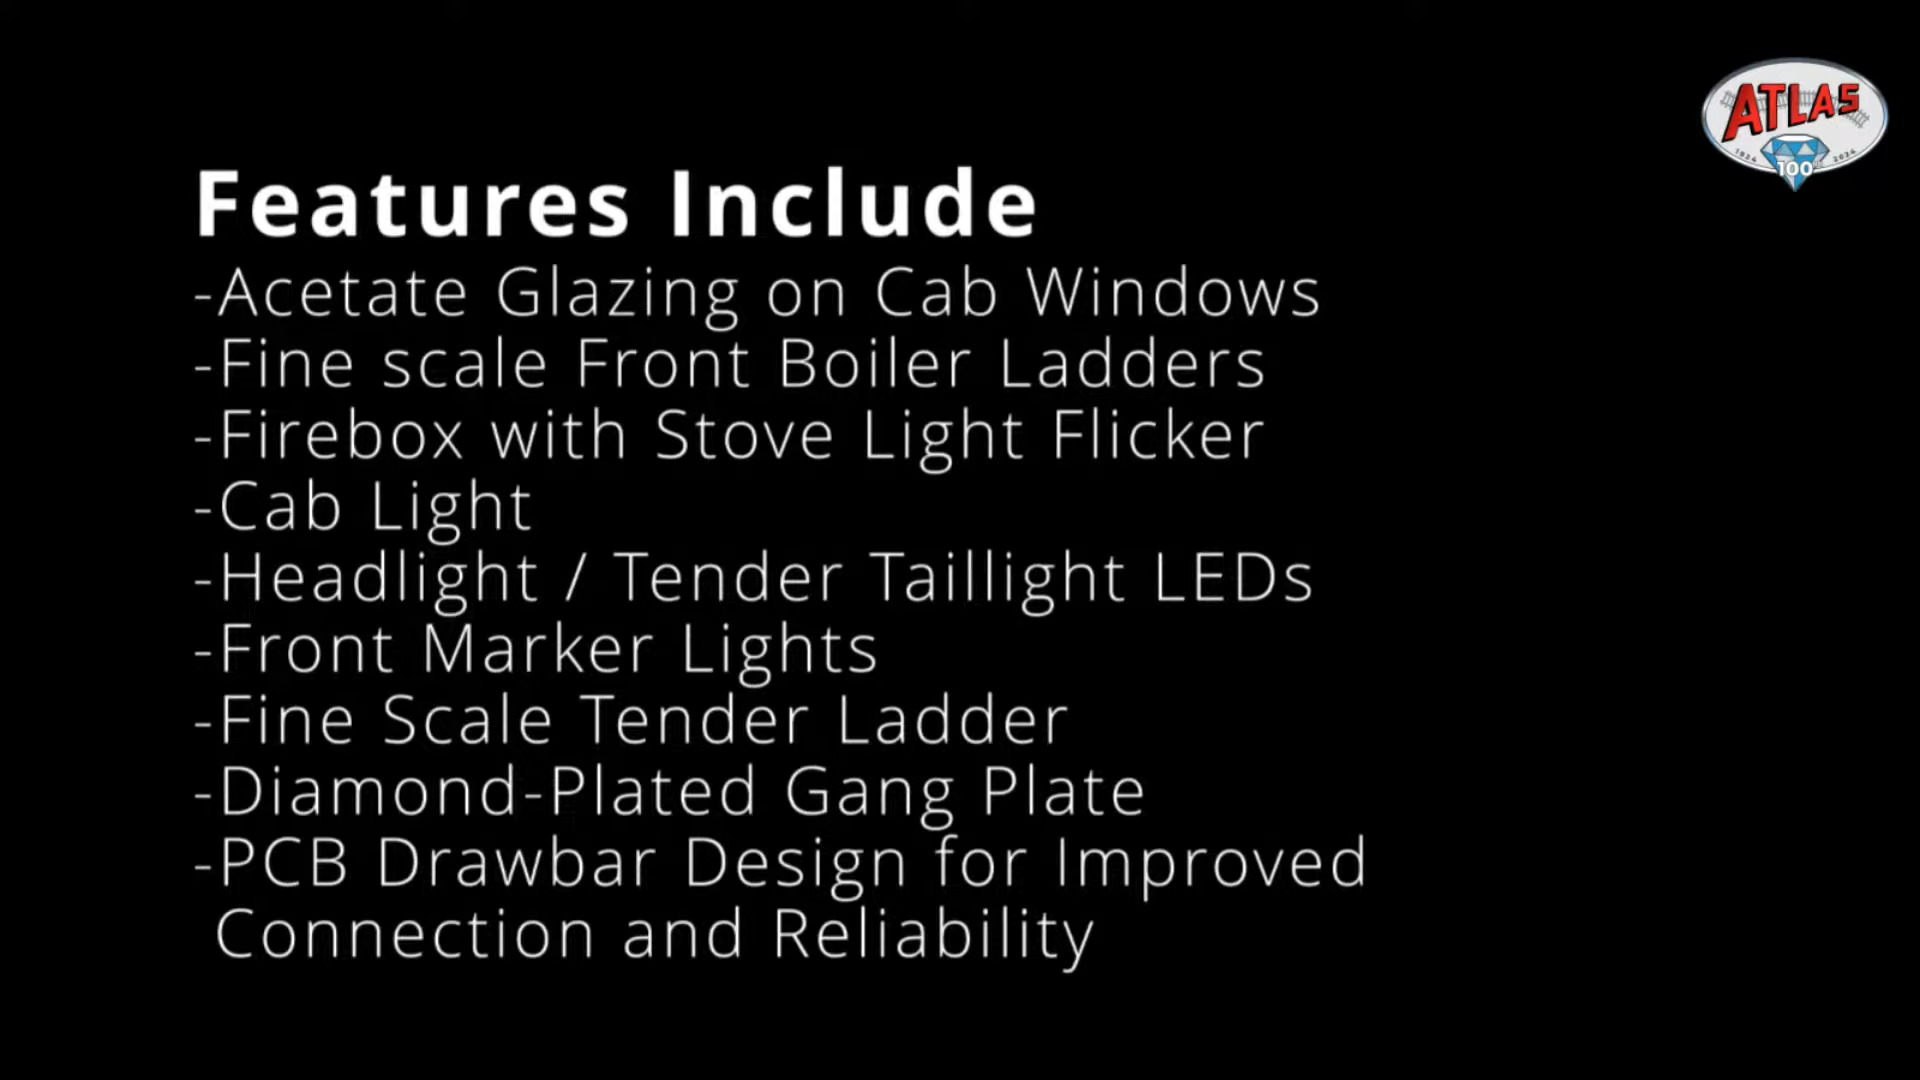 ATLAS
1924 100 2024
Features Include
-Acetate Glazing on Cab Windows
-Fine scale Front Boiler Ladders
-Firebox with Stove Light Flicker
-Cab Light
-Headlight / Tender Taillight LEDs
-Front Marker Lights
-Fine Scale Tender Ladder
-Diamond-Plated Gang Plate
-PCB Drawbar Design for Improved
Connection and Reliability